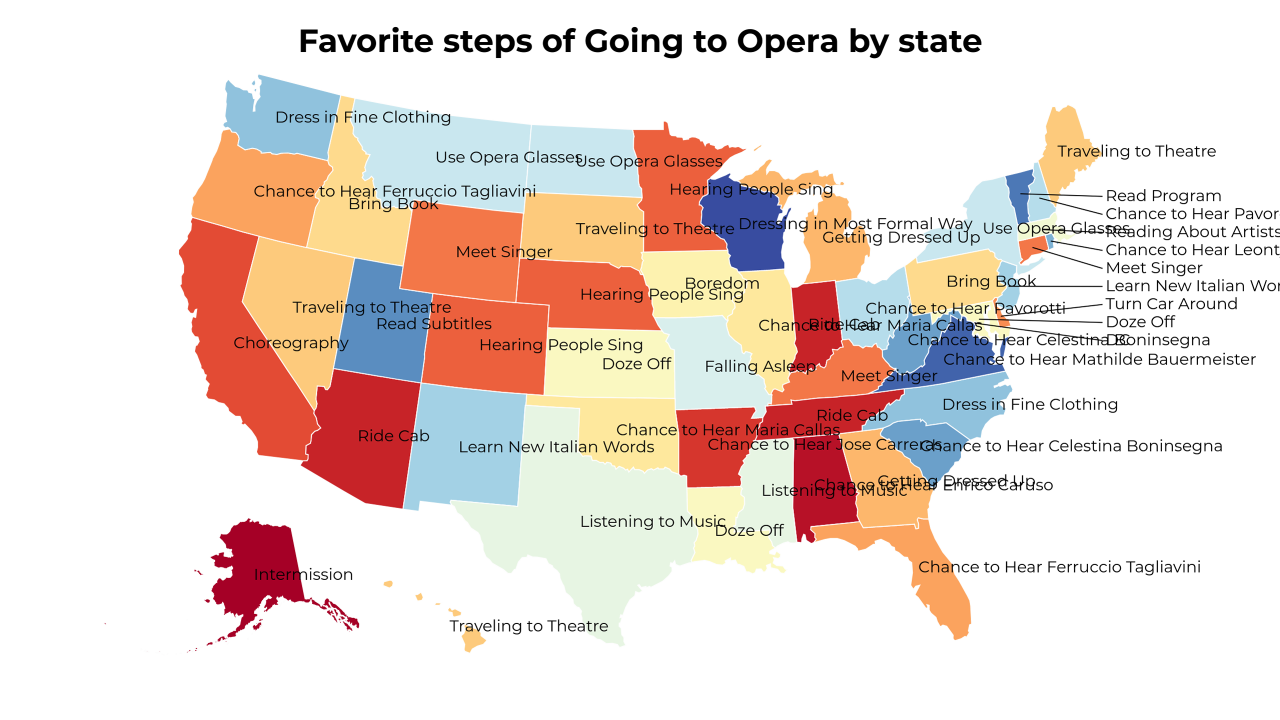 Favorite steps of Going to Opera by state
Dress in Fine Clothing
Traveling to Theatre
Use Opera Glasses
Use Opera Glasses
Hearing People Sing
Chance to Hear Ferruccio Tagliavini
Bring Book
Read Program
Chance to Hear Pavor
Dressing in Most Formal Way
Traveling to Theatre
Use Opera Glasses
Reading About Artists
Getting Dressed Up
Meet Singer
Chance to Hear Leont
Meet Singer
Boredom
Bring Book
Learn New Italian Wor
Hearing People Sing
Turn Car Around
Traveling to Theatre
Chance to Hear Pavorotti
Read Subtitles
Chance to Hear Maria Callas
Ride Cab
Doze Off
Choreography
Hearing People Sing
Chance to Hear Celestina Boninsegna
DC
Doze Off
Falling Asleep
Chance to Hear Mathilde Bauermeister
Meet Singer
Dress in Fine Clothing
Ride Cab
Chance to Hear Maria Callas
Ride Cab
Learn New Italian Words
Chance to Hear Jose Carreras
Chance to Hear Celestina Boninsegna
Listening to Music
Chance to Hear Enrico Caruso
Getting Dressed Up
Listening to Music
Doze Off
Intermission
Chance to Hear Ferruccio Tagliavini
Traveling to Theatre